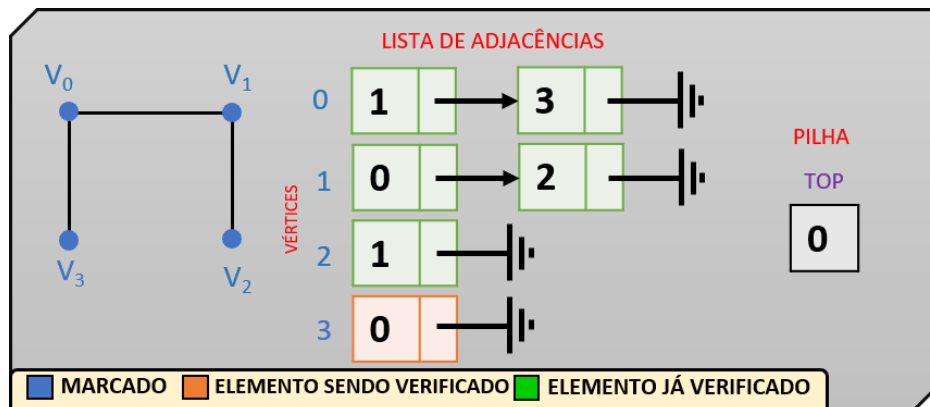 LISTA DE ADJACÊNCIAS
V0 V1
V3 V2
VÉRTICES
0 1 3
1 0 2
2 1
3 0
PILHA
TOP
0
MARCADO ELEMENTO SENDO VERIFICADO ELEMENTO JÁ VERIFICADO